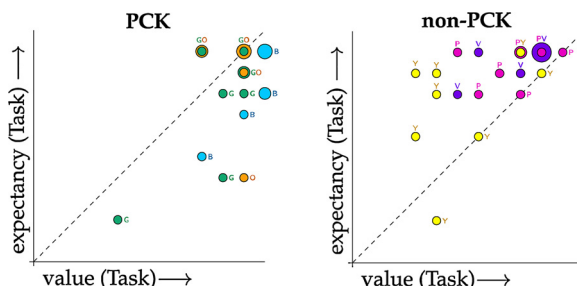 PCK
non-PCK
expectancy (Task) →
GO GO B
GO
G G B
B
B
G O
G
value (Task) →
expectancy (Task) →
P V PY PV P
Y Y P V Y
Y V P P
Y Y
Y
value (Task) →